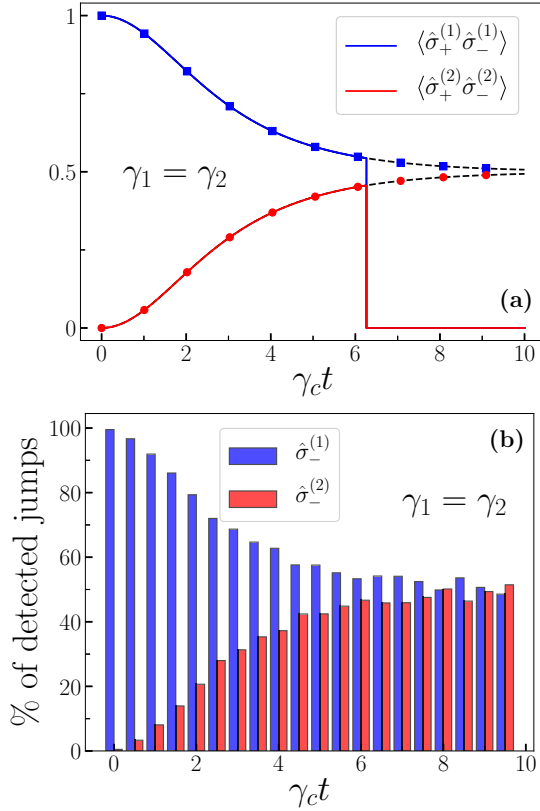 1
0.5
0
⟨σ̂₊⁽¹⁾σ̂₋⁽¹⁾⟩
⟨σ̂₊⁽²⁾σ̂₋⁽²⁾⟩
γ₁ = γ₂
(a)
0 2 4 6 8 10
γ_c t
% of detected jumps
100
80
60
40
20
0
σ̂₋⁽¹⁾
σ̂₋⁽²⁾
(b)
γ₁ = γ₂
0 2 4 6 8 10
γ_c t